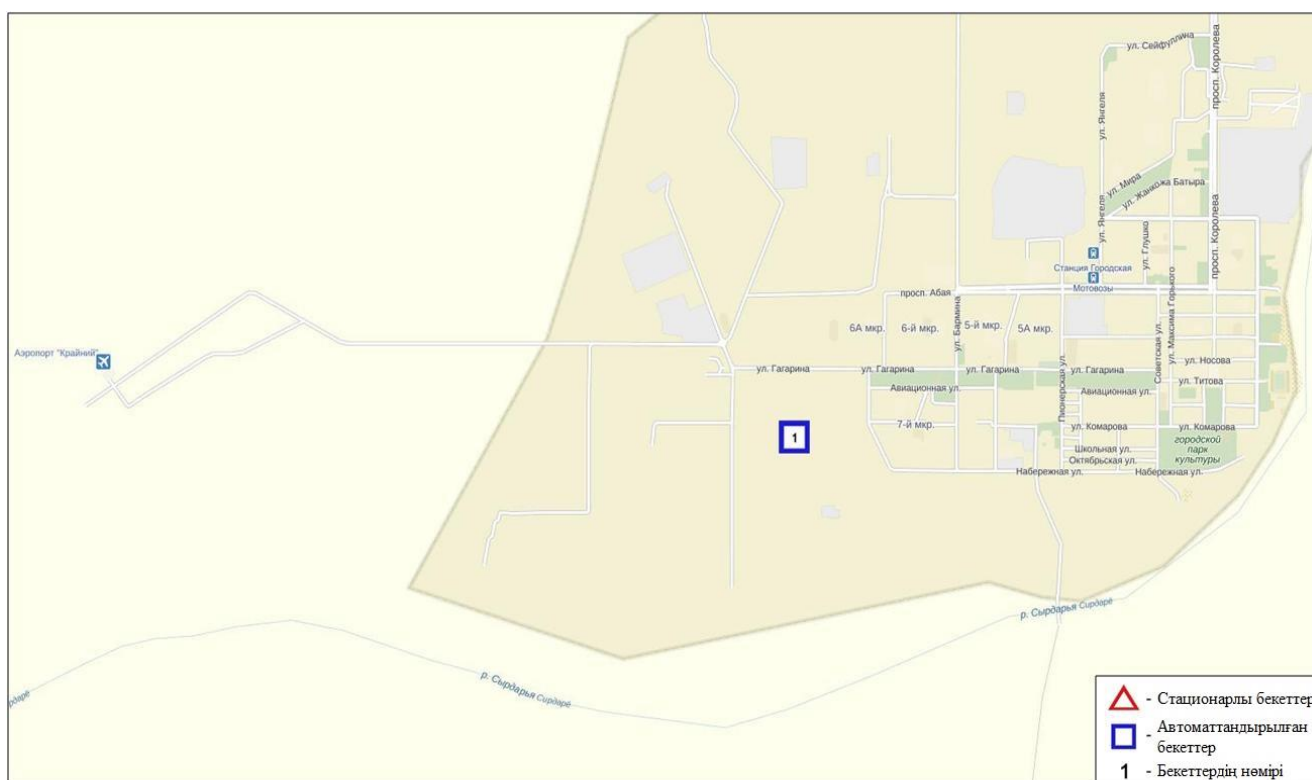 ул. Сейфуллина
просп. Королева
ул. Янгеля
ул. Мира
ул. Жанкожа Батыра
ул. Янгеля
ул. Глушко
просп. Королева
Станция Городская
Мотовозы
ул. Максима Горького
просп. Абая
6А мкр.
6-й мкр.
ул. Бармина
5-й мкр.
5А мкр.
Советская ул.
Аэропорт "Крайний"
ул. Носова
ул. Гагарина
ул. Гагарина
ул. Гагарина
ул. Гагарина
Пионерская ул.
ул. Титова
Авиационная ул.
Авиационная ул.
7-й мкр.
ул. Комарова
ул. Комарова
1
городской
парк
культуры
Школьная ул.
Октябрьская ул.
Набережная ул.
Набережная ул.
р. Сырдарья Сирдарё
р. Сырдарья Сирдарё
рдарья Сирдарё
- Стационарлы бекеттер
- Автоматтандырылған
бекеттер
1 - Бекеттердің нөмірі